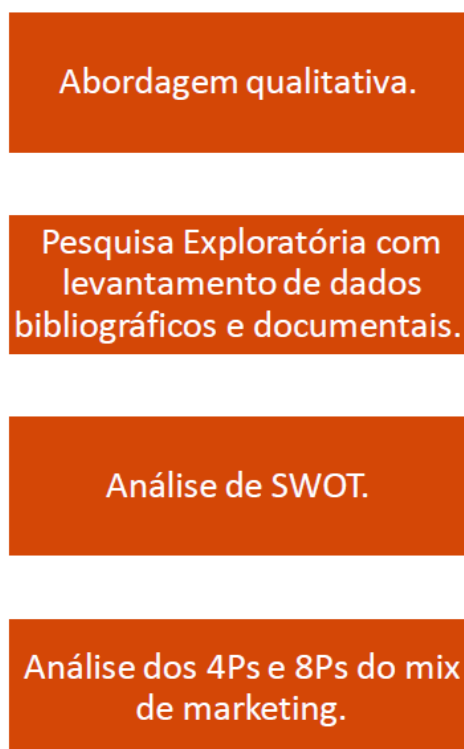 Abordagem qualitativa.
Pesquisa Exploratória com
levantamento de dados
bibliográficos e documentais.
Análise de SWOT.
Análise dos 4Ps e 8Ps do mix
de marketing.